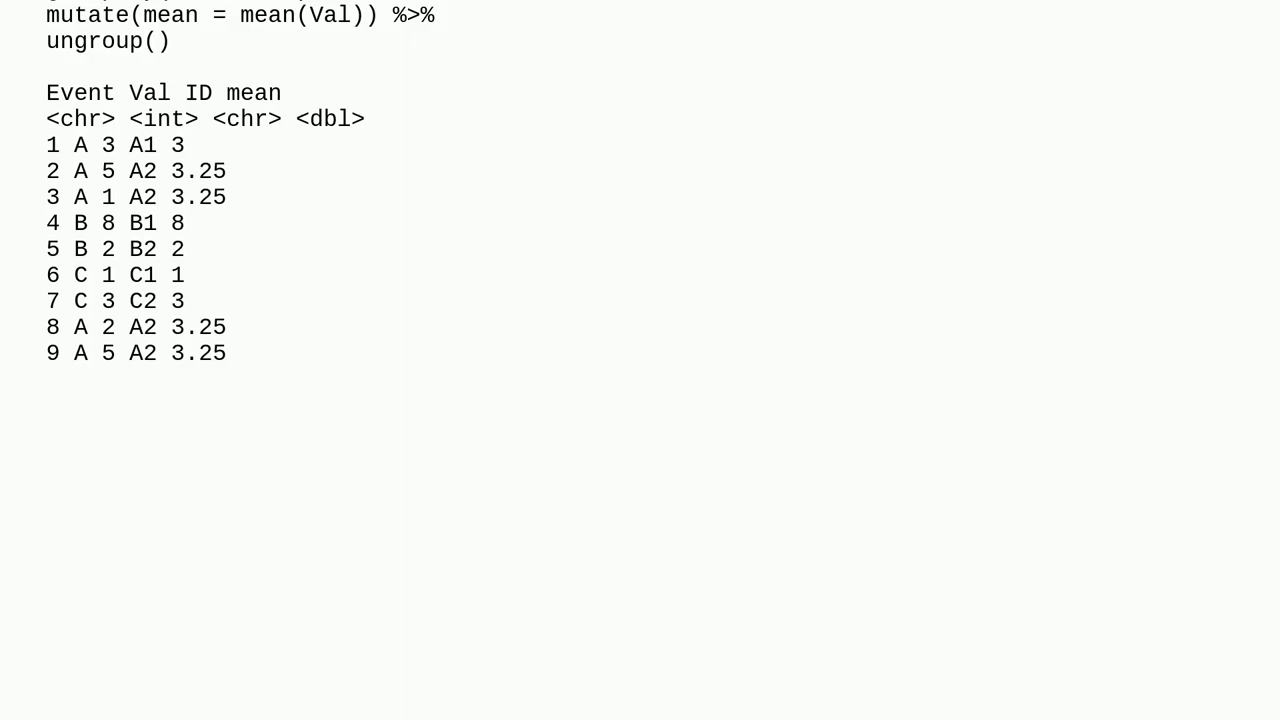 mutate(mean = mean(Val)) %>%
ungroup()
Event Val ID mean
<chr> <int> <chr> <dbl>
1 A 3 A1 3
2 A 5 A2 3.25
3 A 1 A2 3.25
4 B 8 B1 8
5 B 2 B2 2
6 C 1 C1 1
7 C 3 C2 3
8 A 2 A2 3.25
9 A 5 A2 3.25